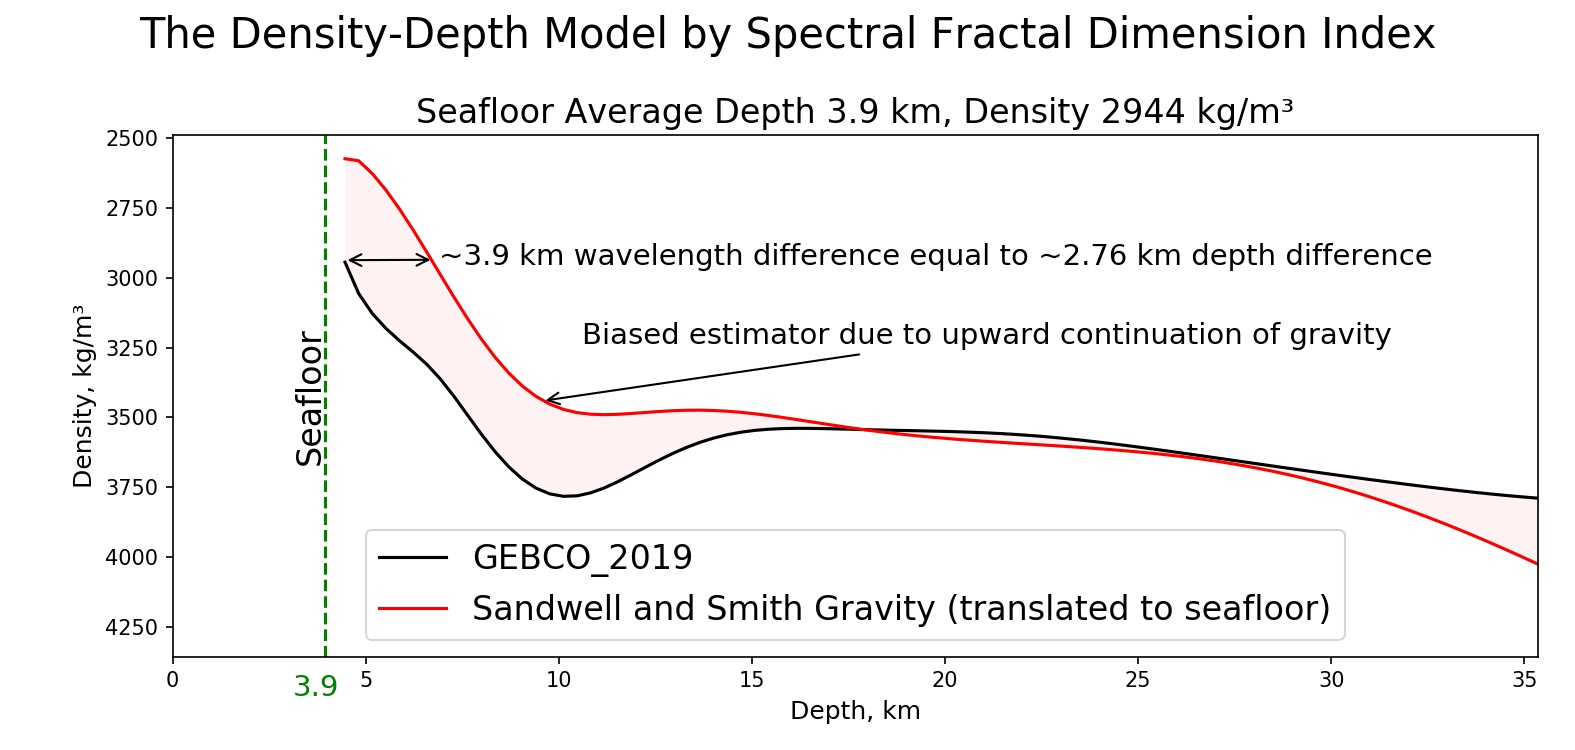 The Density-Depth Model by Spectral Fractal Dimension Index
Seafloor Average Depth 3.9 km, Density 2944 kg/m³
2500
2750
3000
3250
3500
3750
4000
4250
Density, kg/m³
Seafloor
~3.9 km wavelength difference equal to ~2.76 km depth difference
Biased estimator due to upward continuation of gravity
GEBCO_2019
Sandwell and Smith Gravity (translated to seafloor)
0
3.9
5
10
15
20
25
30
35
Depth, km